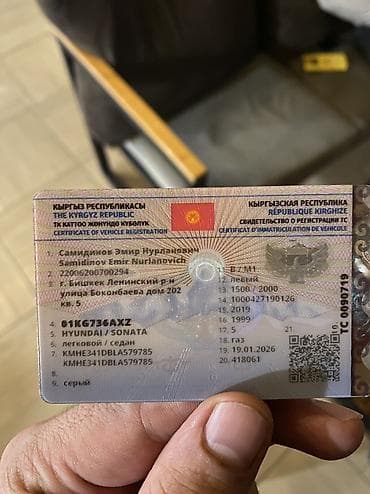 КЫРГЫЗ РЕСПУБЛИКАСЫ
THE KYRGYZ REPUBLIC
ТК КАТТОО ЖӨНҮНДӨ КҮБӨЛҮК
CERTIFICATE OF VEHICLE REGISTRATION
КЫРГЫЗСКАЯ РЕСПУБЛИКА
RÉPUBLIQUE KIRGHIZE
СВИДЕТЕЛЬСТВО О РЕГИСТРАЦИИ ТС
CERTIFICAT D'IMMATRICULATION DE VEHICULE
1. Самидинов Эмир Нурланович
Samidinov Emir Nurlanovich
2. 22006200700294
3. г. Бишкек Ленинский р-н
улица Боконбаева дом 202
кв. 5
4. 01KG736AXZ
5. HYUNDAI / SONATA
6. легковой / седан
7. KMHE341DBLA579785
KMHE341DBLA579785
9. серый
B7/M1
12. левый
13. 1500 / 2000
14. 1000427190126
15. 2019
16. 1999
17. 5
21
18. газ
19. 19.01.2026
20. 418061
10.
TC 0090719